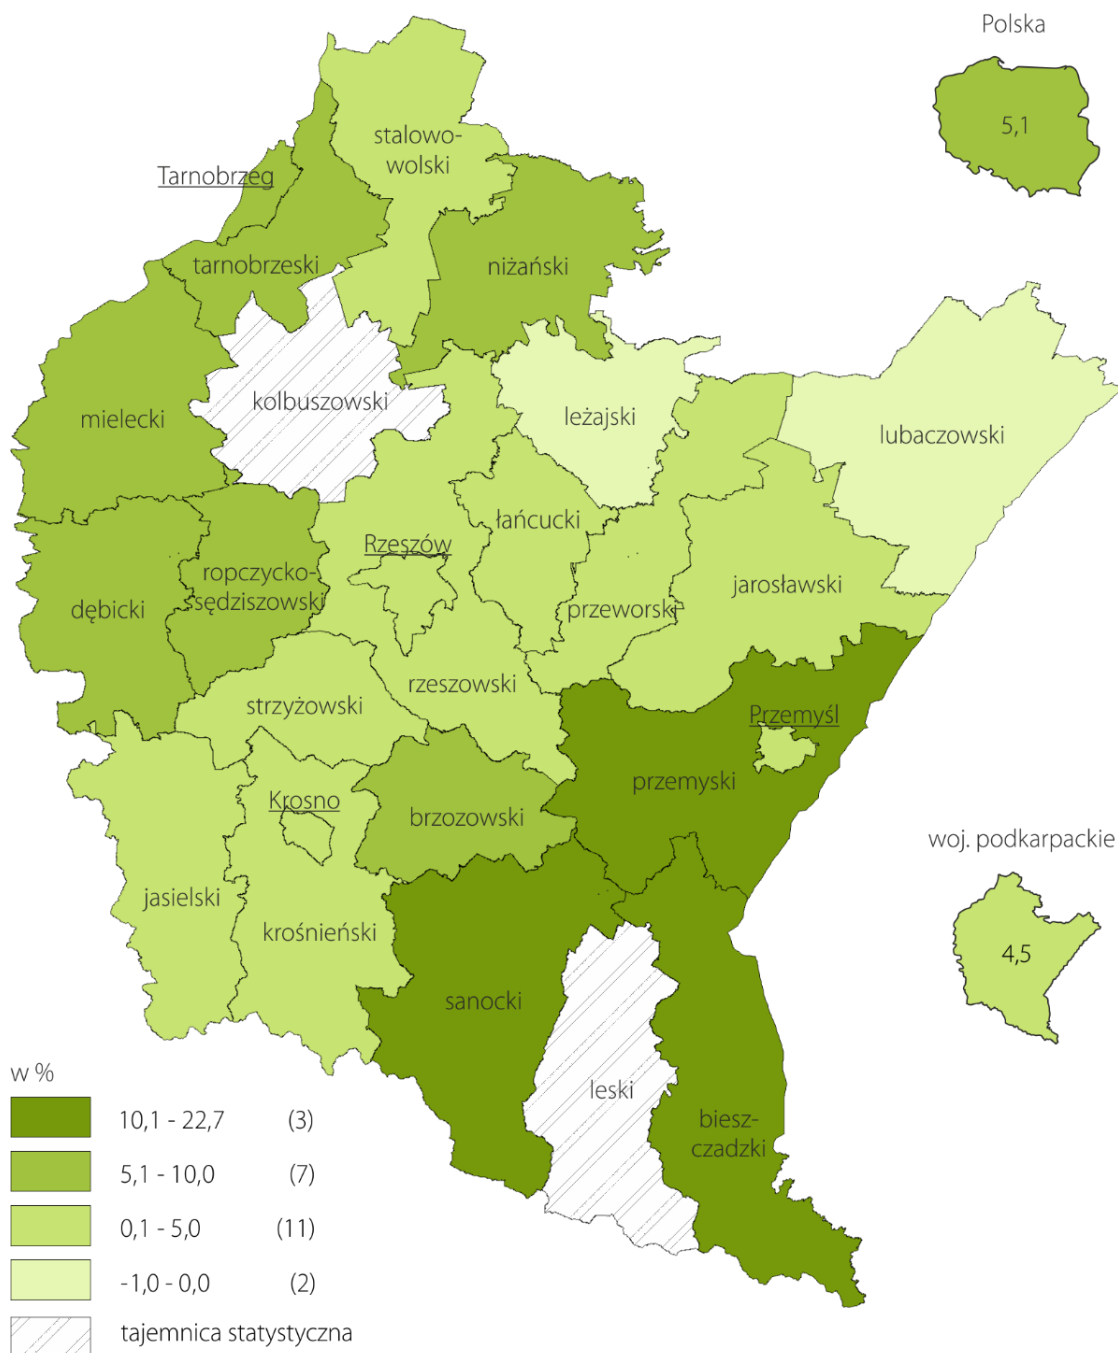 Polska
5,1
stalowo-
wolski
Tarnobrzeg
tarnobrzeski
niżański
kolbuszowski
mielecki
leżajski
lubaczowski
łańcucki
Rzeszów
ropczycko-
sędziszowski
dębicki
przeworski
jarosławski
rzeszowski
strzyżowski
Przemyśl
przemyski
Krosno
brzozowski
woj. podkarpackie
4,5
jasielski
krośnieński
sanocki
leski
biesz-
czadzki
w %
10,1 - 22,7 (3)
5,1 - 10,0 (7)
0,1 - 5,0 (11)
-1,0 - 0,0 (2)
tajemnica statystyczna